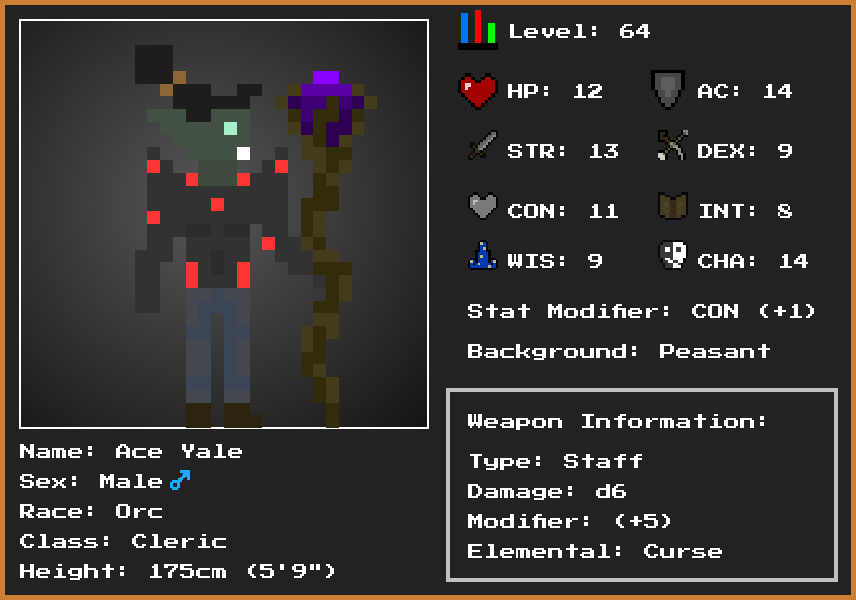 Level: 64
HP: 12
AC: 14
STR: 13
DEX: 9
CON: 11
INT: 8
WIS: 9
CHA: 14
Stat Modifier: CON (+1)
Background: Peasant
Weapon Information:
Type: Staff
Damage: d6
Modifier: (+5)
Elemental: Curse
Name: Ace Yale
Sex: Male♂
Race: Orc
Class: Cleric
Height: 175cm (5'9")